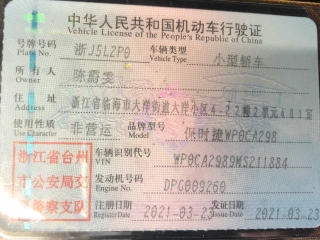 中华人民共和国机动车行驶证
Vehicle License of the People's Republic of China
号牌号码 浙J5L2P0 车辆类型 小型轿车
Plate No. Vehicle Type
所有人 陈霞雯
Owner
住址 浙江省临海市大洋街道大洋小区4-22幢2单元401室
Address
使用性质 非营运 品牌型号 保时捷WP0CA298
Use Character Model
浙江省台州
市公安局交
警察支队
车辆识别代号 WP0CA2989MS211884
VIN
发动机号码 DPG009260
Engine No.
注册日期 2021-03-23 发证日期 2021-03-23
Register Date Issue Date